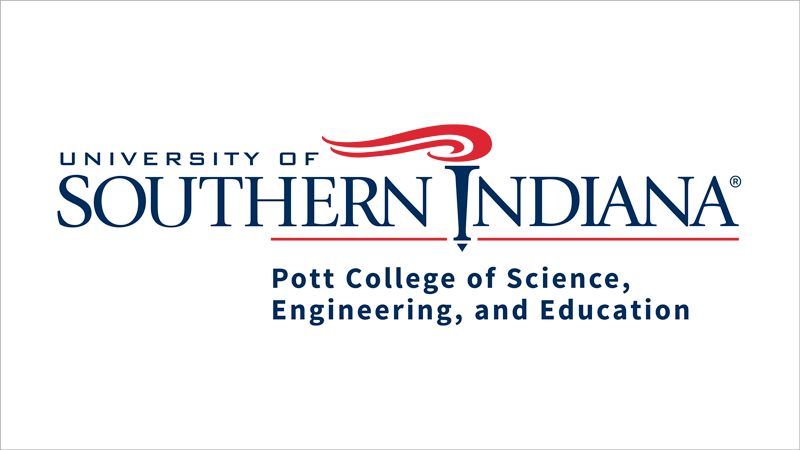 UNIVERSITY OF
SOUTHERN INDIANA®
Pott College of Science,
Engineering, and Education